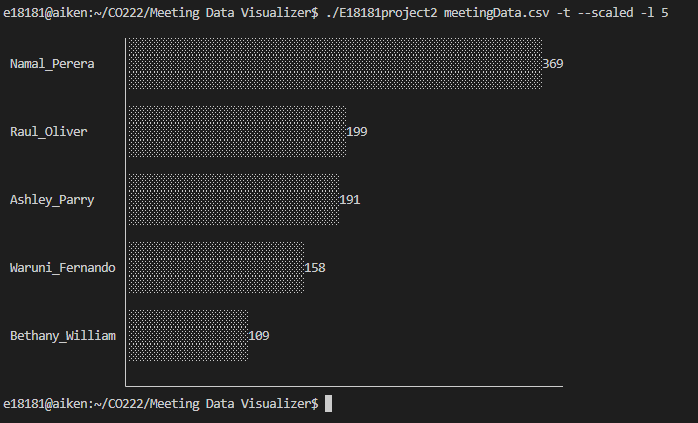 e18181@aiken:~/CO222/Meeting Data Visualizer$ ./E18181project2 meetingData.csv -t --scaled -l 5
Namal_Perera 369
Raul_Oliver 199
Ashley_Parry 191
Waruni_Fernando 158
Bethany_William 109
e18181@aiken:~/CO222/Meeting Data Visualizer$